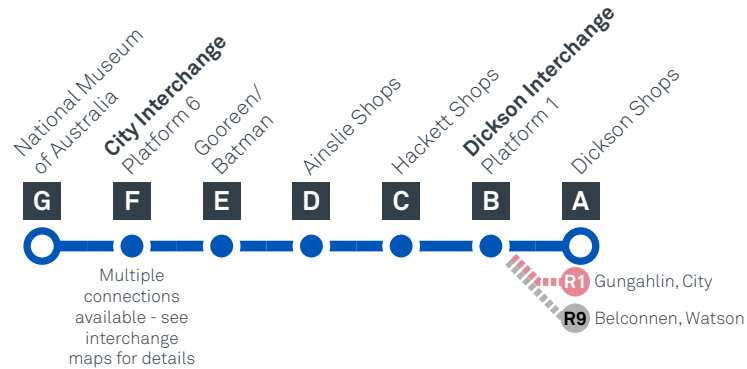 National Museum
of Australia
City Interchange
Platform 6
Gooreen/
Batman
Ainslie Shops
Hackett Shops
Dickson Interchange
Platform 1
Dickson Shops
G
F
E
D
C
B
A
Multiple
connections
available - see
interchange
maps for details
R1 Gungahlin, City
R9 Belconnen, Watson